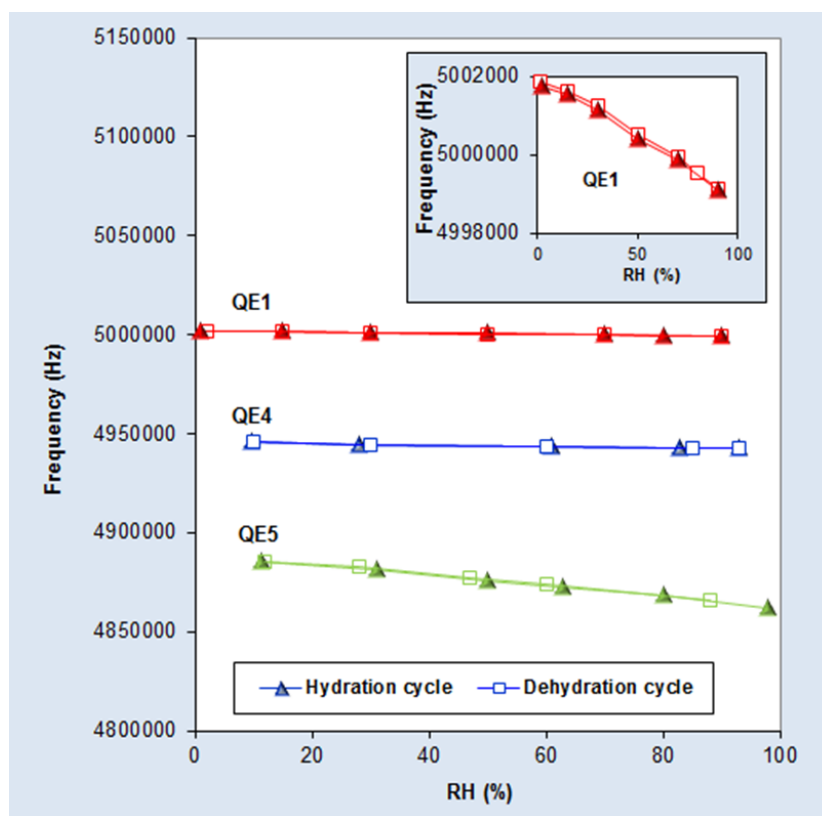 5150000
5100000
5050000
5000000
4950000
4900000
4850000
4800000
Frequency (Hz)
0 20 40 60 80 100
RH (%)
QE1
QE4
QE5
Hydration cycle
Dehydration cycle
5002000
5000000
4998000
Frequency (Hz)
QE1
0 50 100
RH (%)